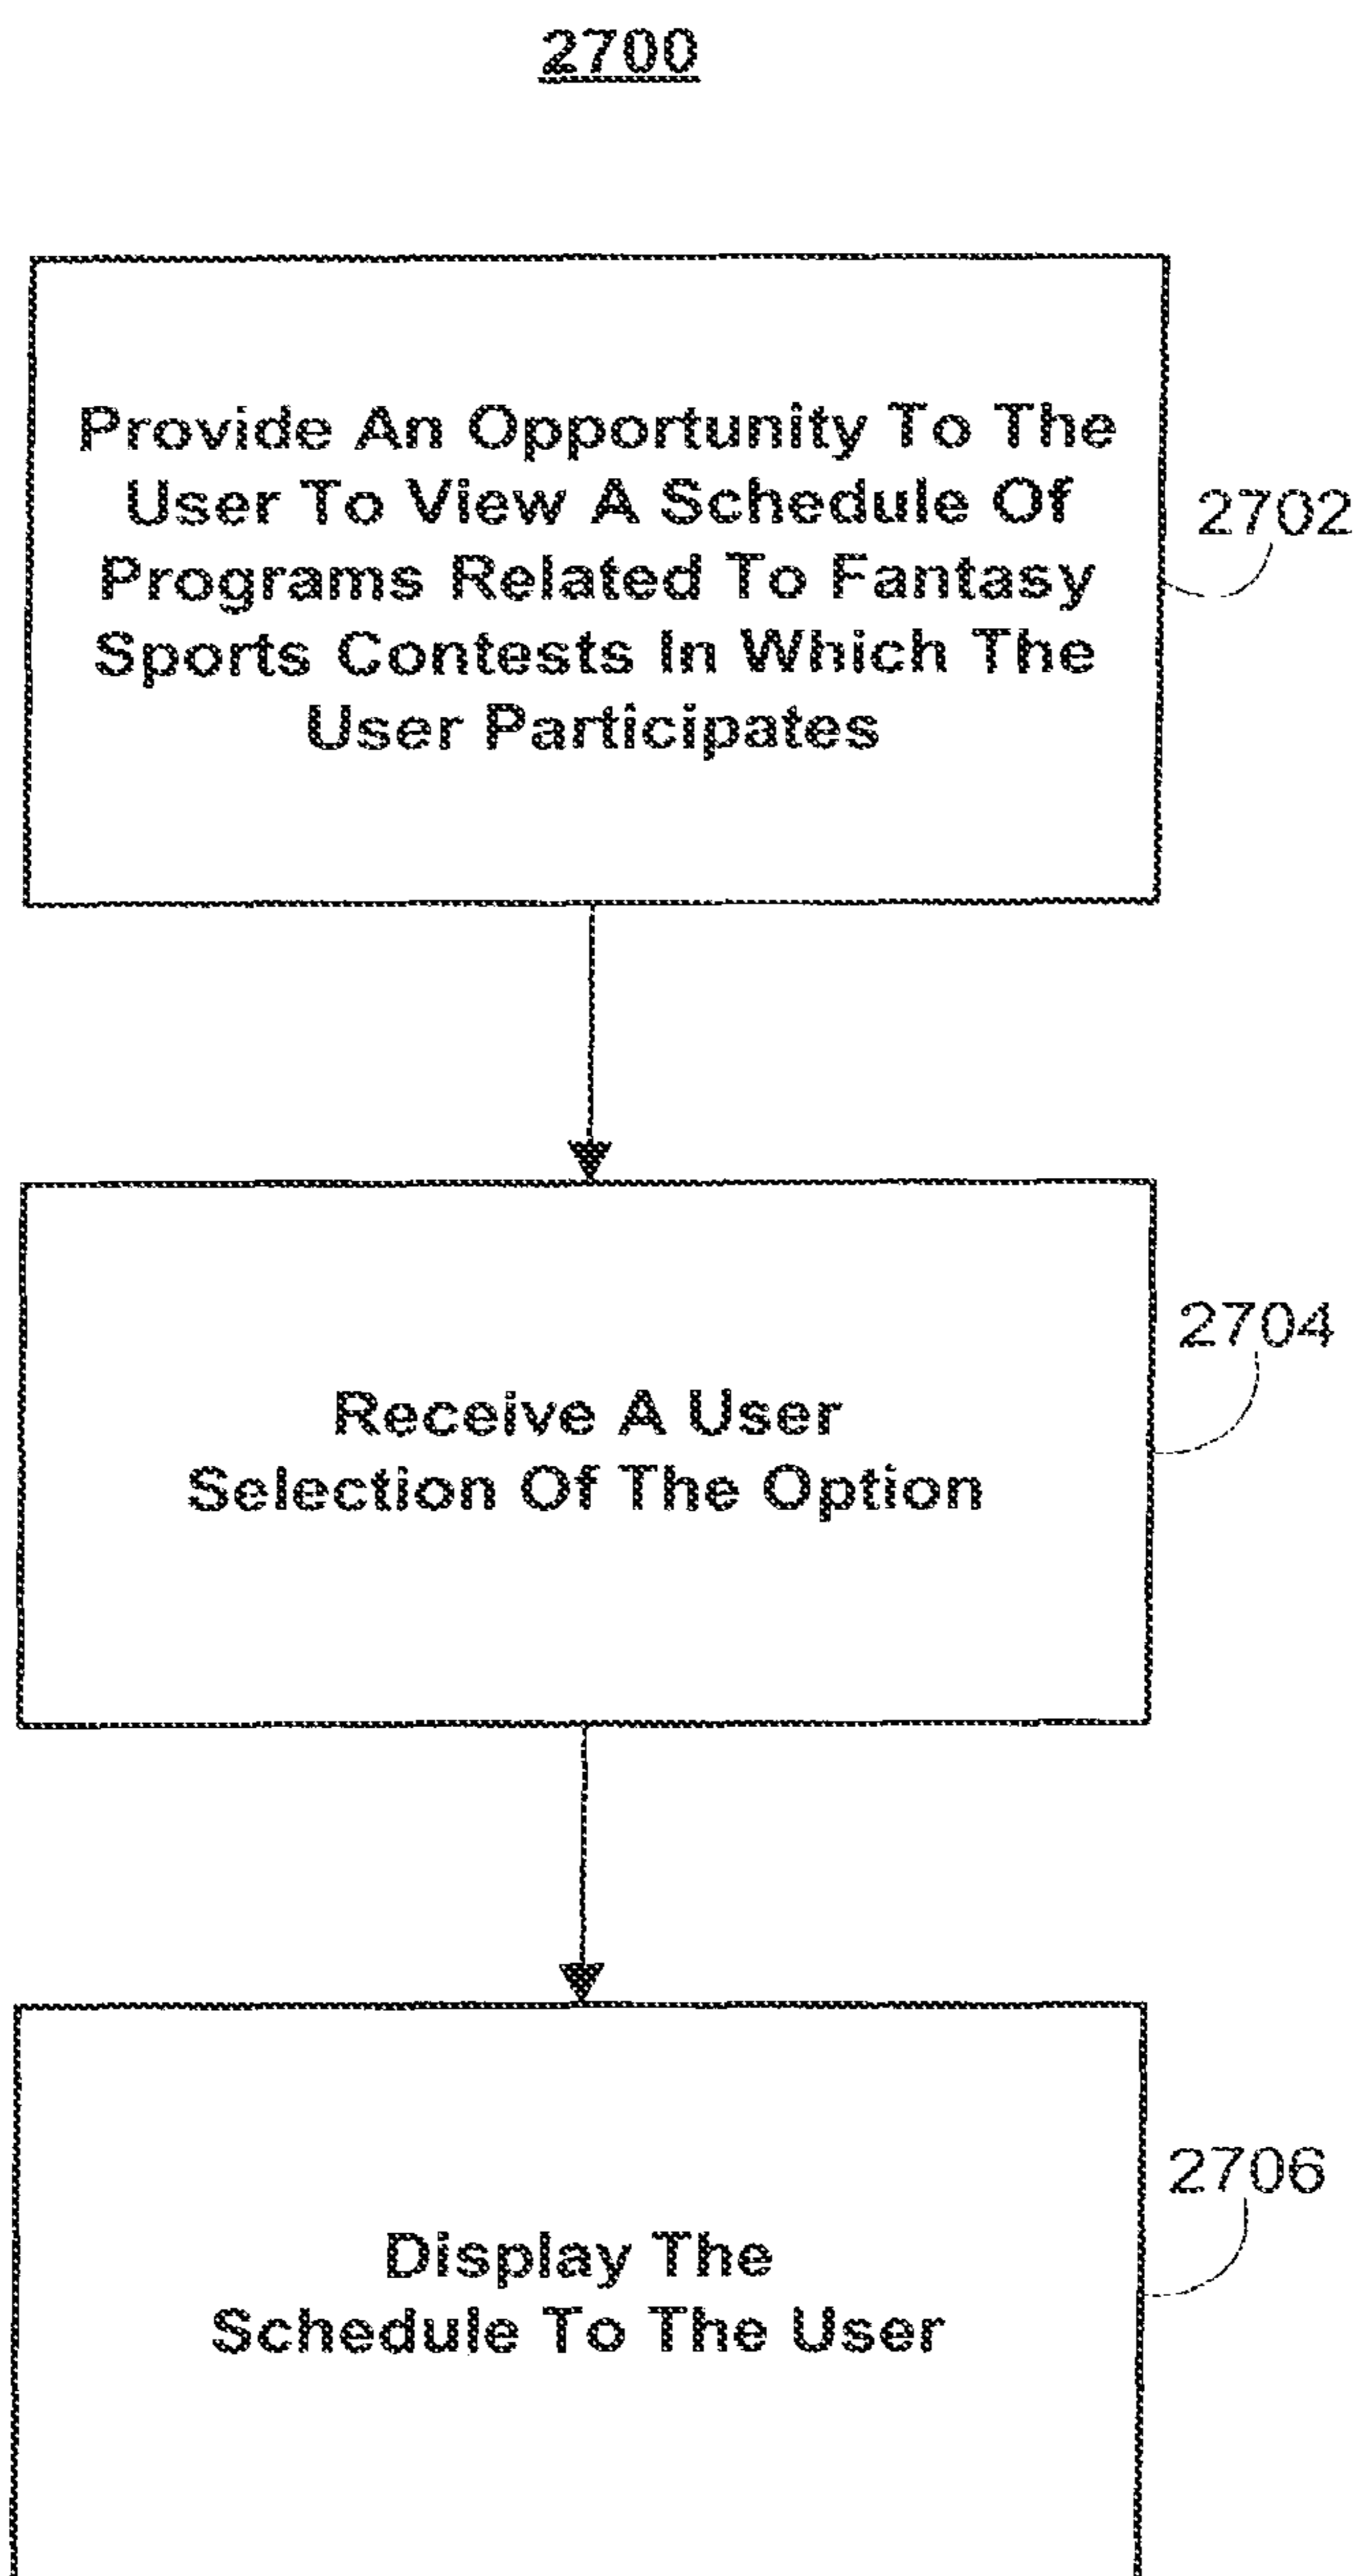 2700
Provide An Opportunity To The
User To View A Schedule Of
Programs Related To Fantasy
Sports Contests In Which The
User Participates
2702
Receive A User
Selection Of The Option
2704
Display The
Schedule To The User
2706